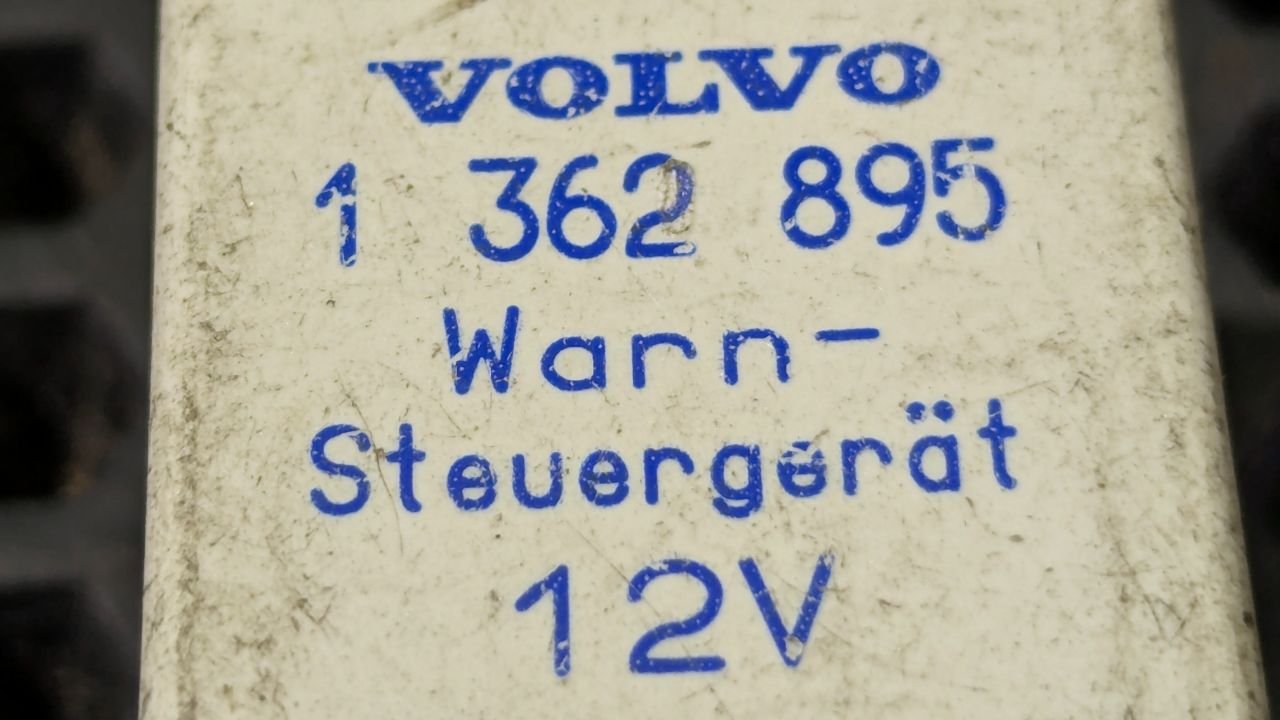 VOLVO
1 362 895
Warn-
Steuergerät
12V